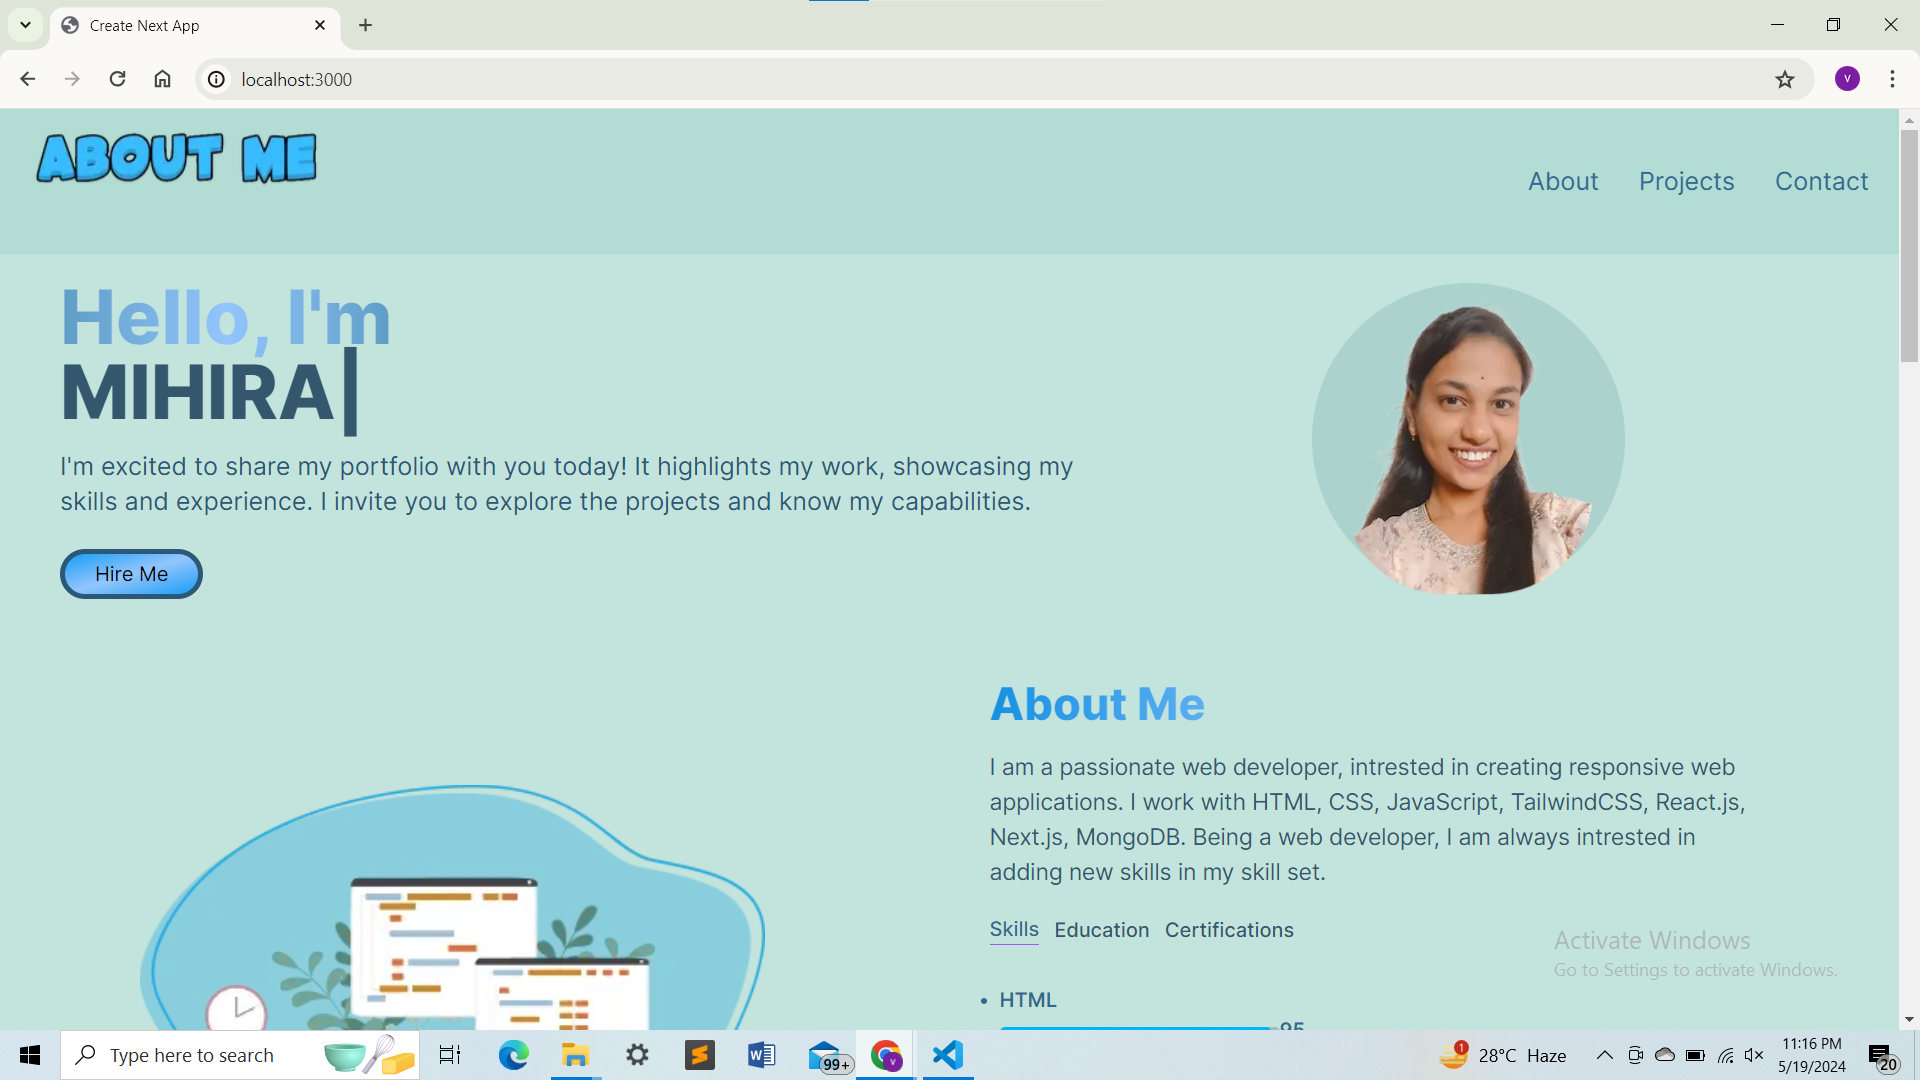 Create Next App
localhost:3000
V
ABOUT ME
About Projects Contact
Hello, I'm
MIHIRA|
I'm excited to share my portfolio with you today! It highlights my work, showcasing my
skills and experience. I invite you to explore the projects and know my capabilities.
Hire Me
About Me
I am a passionate web developer, intrested in creating responsive web
applications. I work with HTML, CSS, JavaScript, TailwindCSS, React.js,
Next.js, MongoDB. Being a web developer, I am always intrested in
adding new skills in my skill set.
Skills Education Certifications
Activate Windows
Go to Settings to activate Windows.
• HTML
95
Type here to search
99+
V
1
28°C Haze
11:16 PM
5/19/2024
20